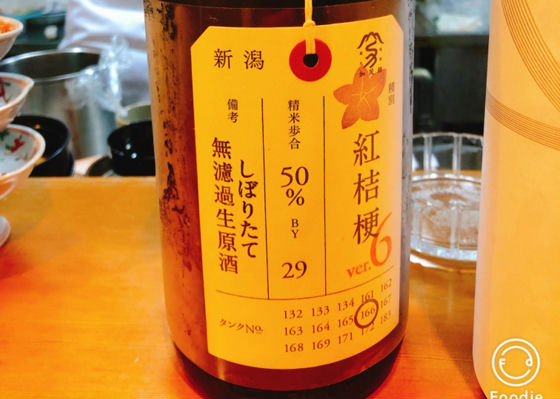 新潟
種別
紅桔梗
ver.6
精米歩合
50%
BY
29
備考
しぼりたて
無濾過生原酒
タンクNo.
132 133 134 161 162
163 164 165 166 167
168 169 171 172 185
Foodie